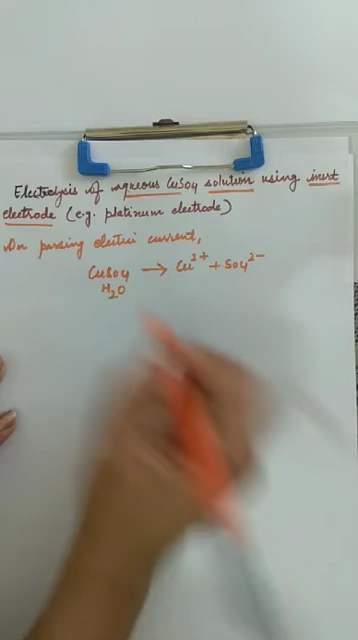 Electrolysis of aqueous CuSO4 solution using inert
electrode (e.g. platinum electrode)
On passing electric current,
CuSO4 → Cu²⁺ + SO4²⁻
H₂O